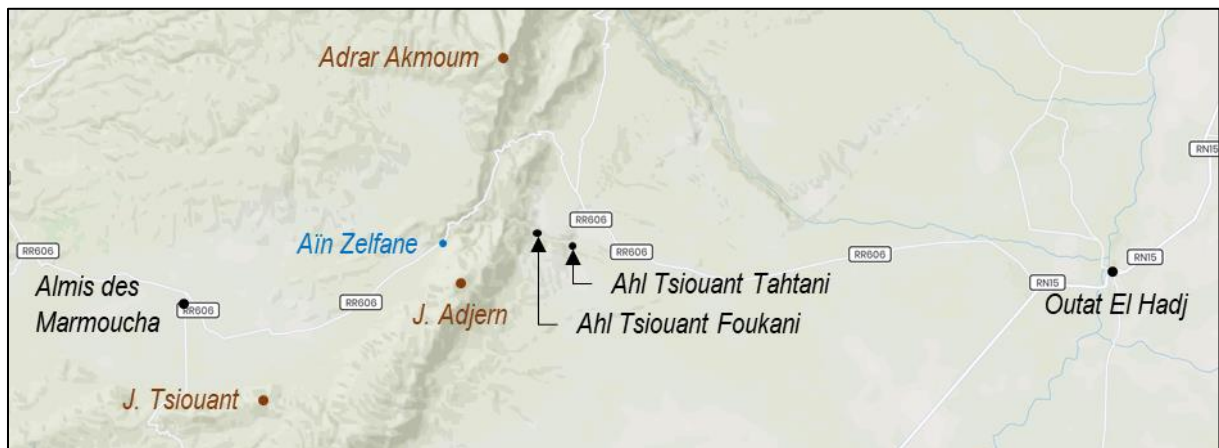 Adrar Akmoum
RN15
RR606
Aïn Zelfane
RR606
RR606
RR606
RN15
Ahl Tsiouant Tahtani
RN15
Almis des
Marmoucha
RR606
RR606
J. Adjern
Outat El Hadj
Ahl Tsiouant Foukani
J. Tsiouant